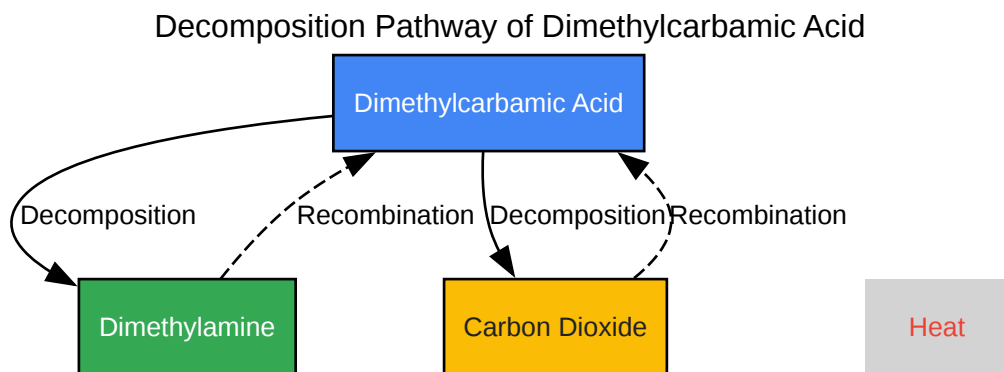 Decomposition Pathway of Dimethylcarbamic Acid
Dimethylcarbamic Acid
Decomposition
Recombination
Decomposition
Recombination
Dimethylamine
Carbon Dioxide
Heat